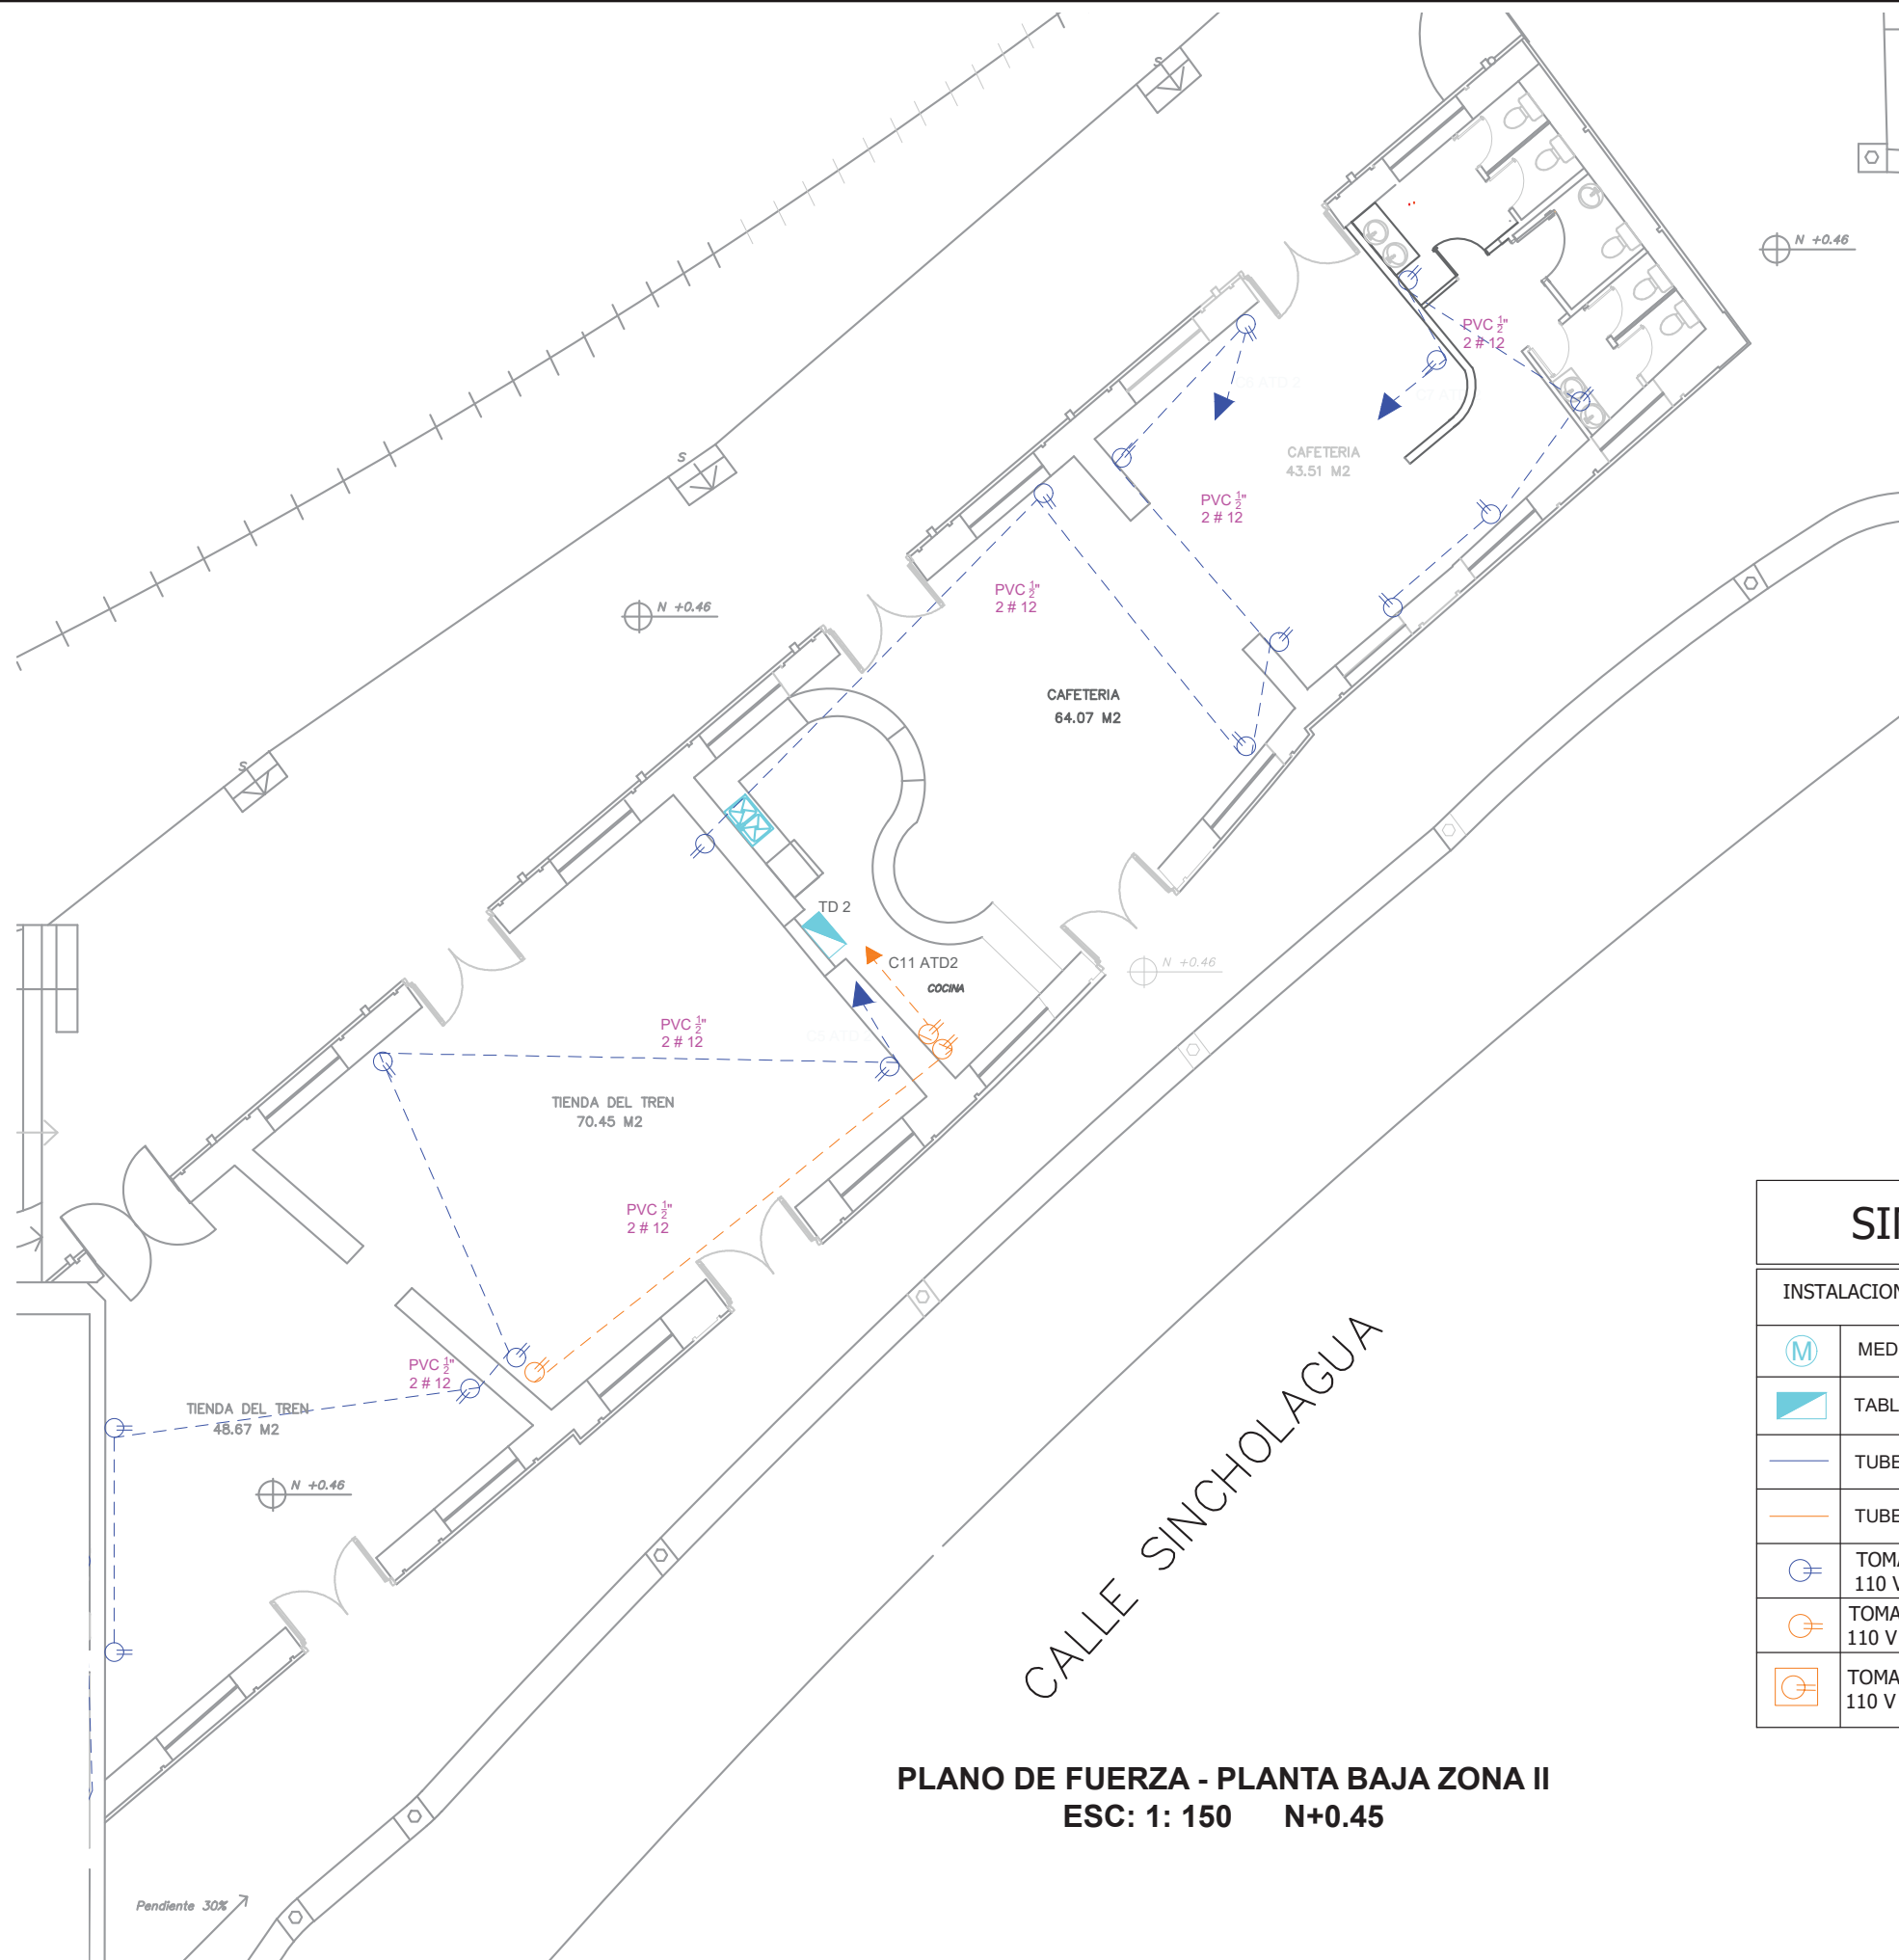 S
N +0.46
PVC 1/2"
2 # 12
CAFETERIA
43.51 M2
S
PVC 1/2"
2 # 12
PVC 1/2"
2 # 12
N +0.46
CAFETERIA
64.07 M2
S
TD 2
C11 ATD2
COCINA
N +0.46
PVC 1/2"
2 # 12
TIENDA DEL TREN
70.45 M2
PVC 1/2"
2 # 12
PVC 1/2"
2 # 12
TIENDA DEL TREN
48.67 M2
N +0.46
CALLE SINCHOLAGUA
SIM
INSTALACION
M
MED
TABL
TUBE
TUBE
TOMA
110 V
TOMA
110 V
TOMA
110 V
PLANO DE FUERZA - PLANTA BAJA ZONA II
ESC: 1: 150 N+0.45
Pendiente 30%